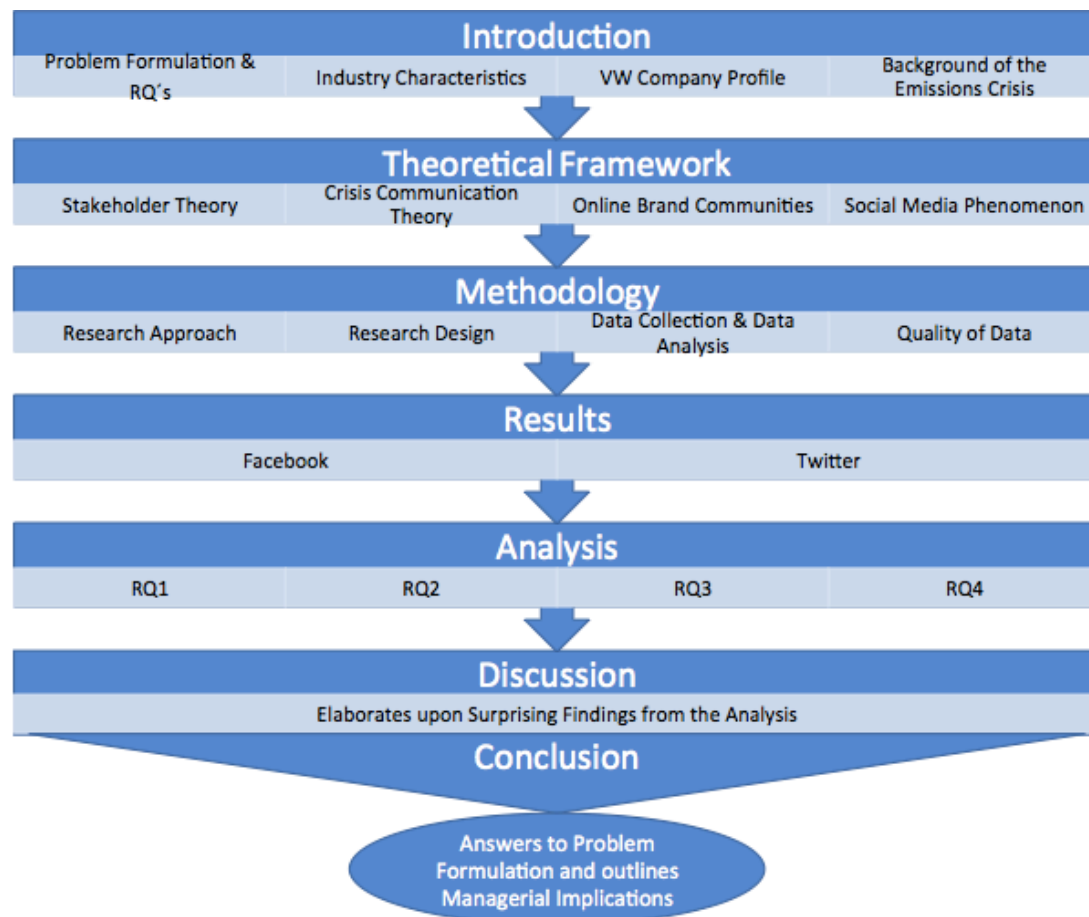 Introduction
Problem Formulation &
RQ´s
Industry Characteristics
VW Company Profile
Background of the
Emissions Crisis
Theoretical Framework
Stakeholder Theory
Crisis Communication
Theory
Online Brand Communities
Social Media Phenomenon
Methodology
Research Approach
Research Design
Data Collection & Data
Analysis
Quality of Data
Results
Facebook
Twitter
Analysis
RQ1
RQ2
RQ3
RQ4
Discussion
Elaborates upon Surprising Findings from the Analysis
Conclusion
Answers to Problem
Formulation and outlines
Managerial Implications